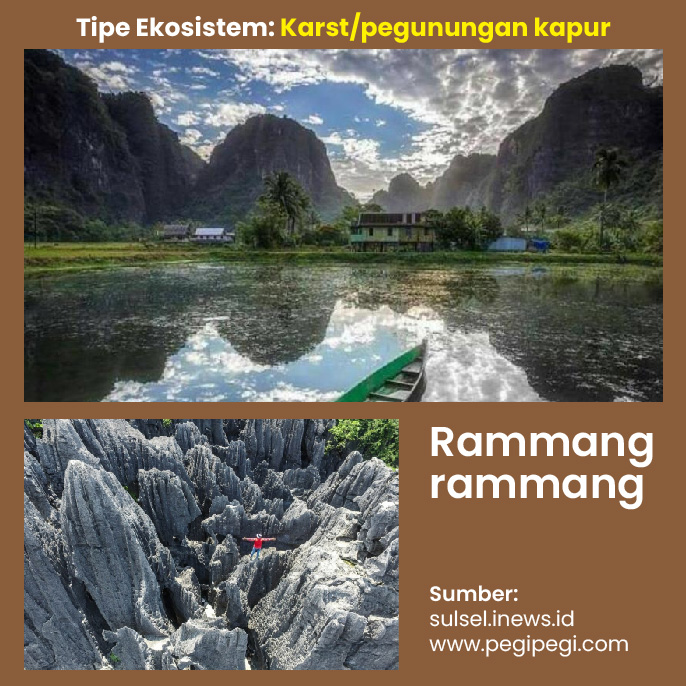 Tipe Ekosistem: Karst/pegunungan kapur
Rammang
rammang
Sumber:
sulsel.inews.id
www.pegipegi.com